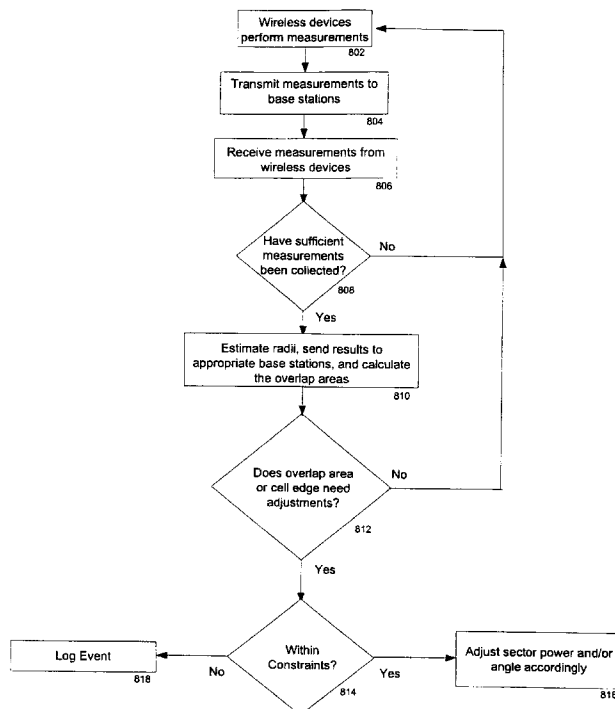 Wireless devices
perform measurements
802
Transmit measurements to
base stations
804
Receive measurements from
wireless devices
806
Have sufficient
measurements
been collected?
808
No
Yes
Estimate radii, send results to
appropriate base stations, and calculate
the overlap areas
810
Does overlap area
or cell edge need
adjustments?
812
No
Yes
Log Event
818
No
Within
Constraints?
814
Yes
Adjust sector power and/or
angle accordingly
816